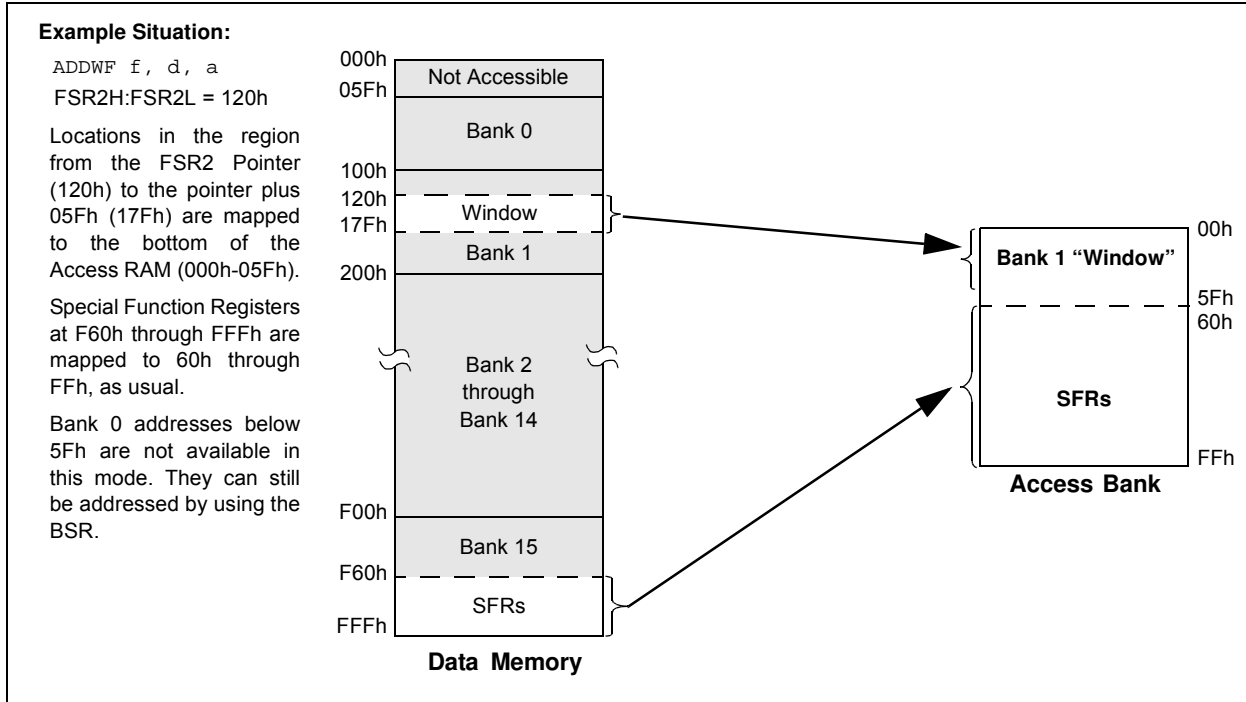 Example Situation:
ADDWF f, d, a
FSR2H:FSR2L = 120h
Locations in the region
from the FSR2 Pointer
(120h) to the pointer plus
05Fh (17Fh) are mapped
to the bottom of the
Access RAM (000h-05Fh).
Special Function Registers
at F60h through FFFh are
mapped to 60h through
FFh, as usual.
Bank 0 addresses below
5Fh are not available in
this mode. They can still
be addressed by using the
BSR.
000h
Not Accessible
05Fh
Bank 0
100h
120h
Window
17Fh
Bank 1
200h
Bank 2
through
Bank 14
F00h
Bank 15
F60h
SFRs
FFFh
Data Memory
00h
Bank 1 “Window”
5Fh
60h
SFRs
FFh
Access Bank